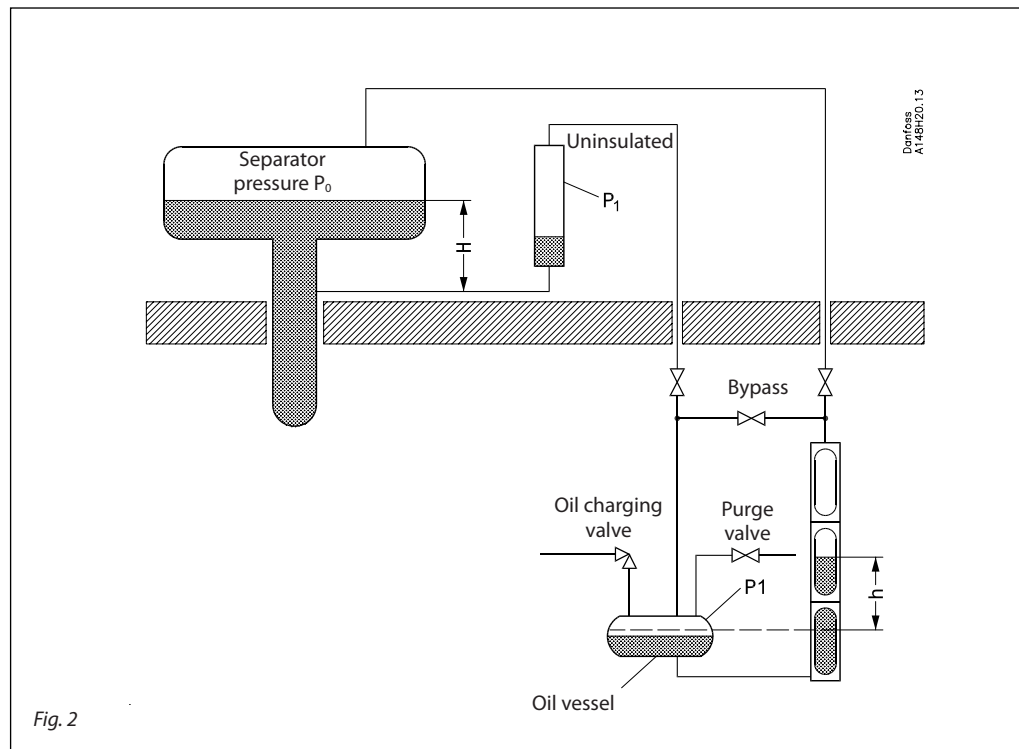 Danfoss
A148H20.13
Uninsulated
Separator
pressure P₀
P₁
H
Bypass
Oil charging
valve
Purge
valve
P1
h
Oil vessel
Fig. 2